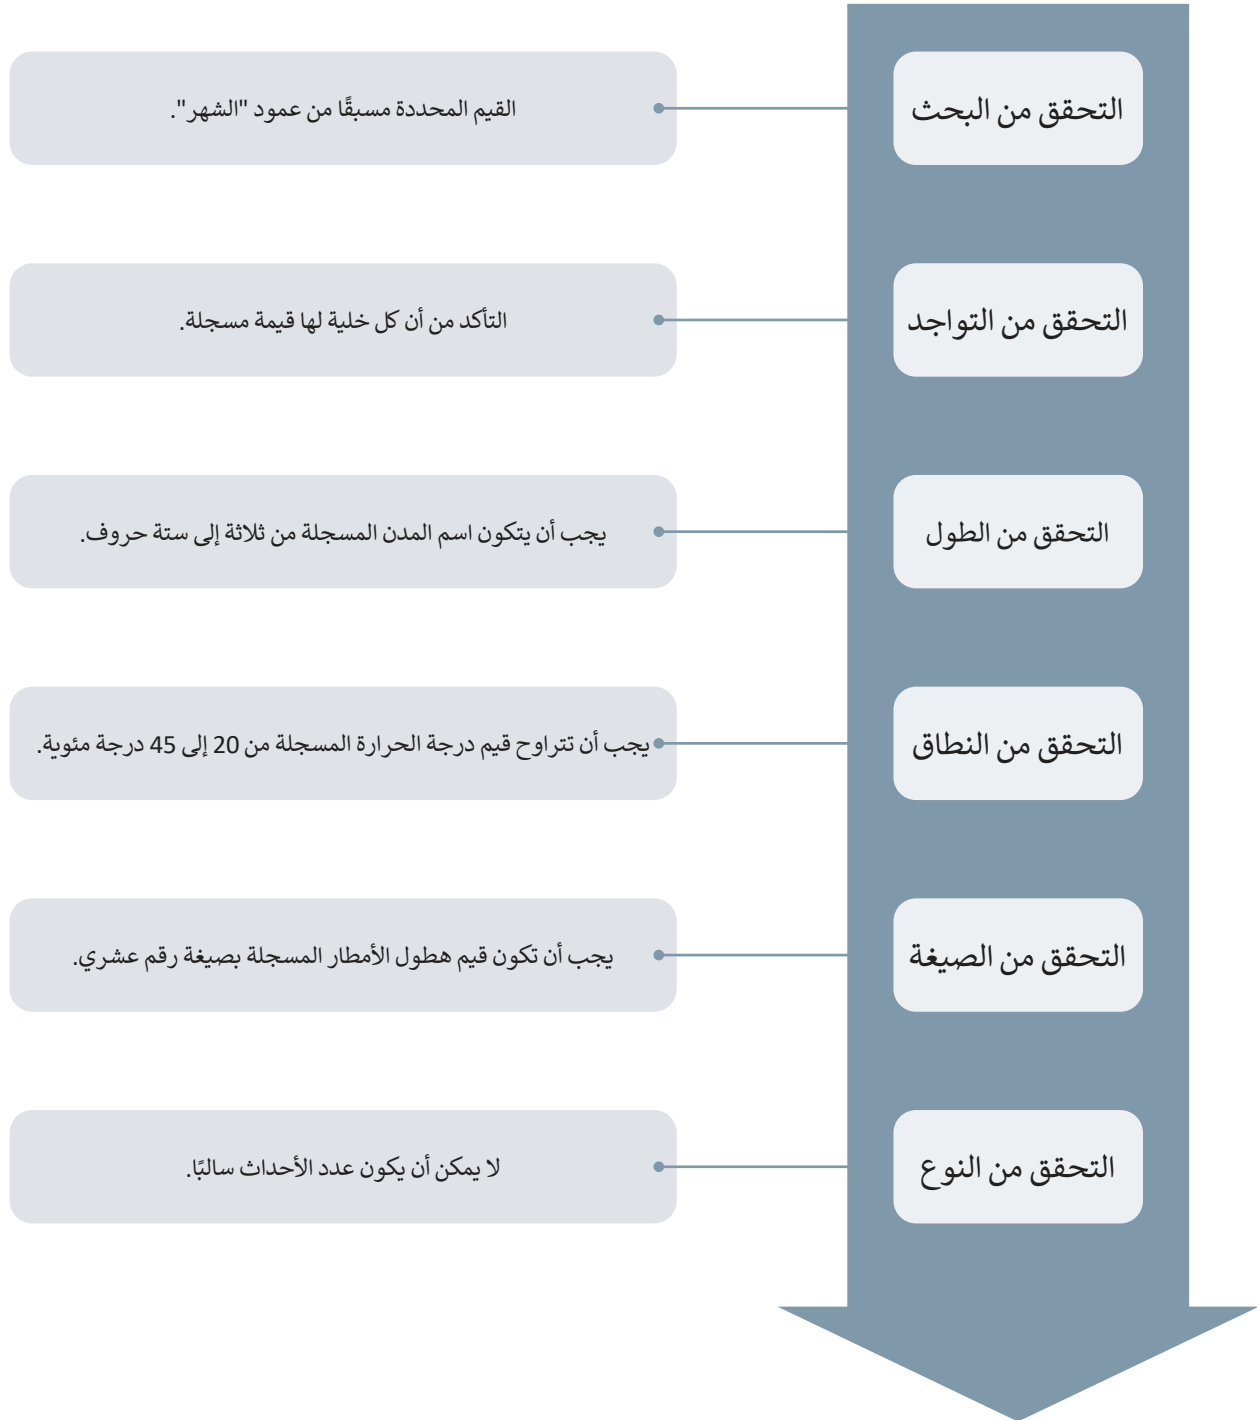 التحقق من البحث
القيم المحددة مسبقًا من عمود "الشهر".
التحقق من التواجد
التأكد من أن كل خلية لها قيمة مسجلة.
التحقق من الطول
يجب أن يتكون اسم المدن المسجلة من ثلاثة إلى ستة حروف.
التحقق من النطاق
يجب أن تتراوح قيم درجة الحرارة المسجلة من 20 إلى 45 درجة مئوية.
التحقق من الصيغة
يجب أن تكون قيم هطول الأمطار المسجلة بصيغة رقم عشري.
التحقق من النوع
لا يمكن أن يكون عدد الأحداث سالبًا.